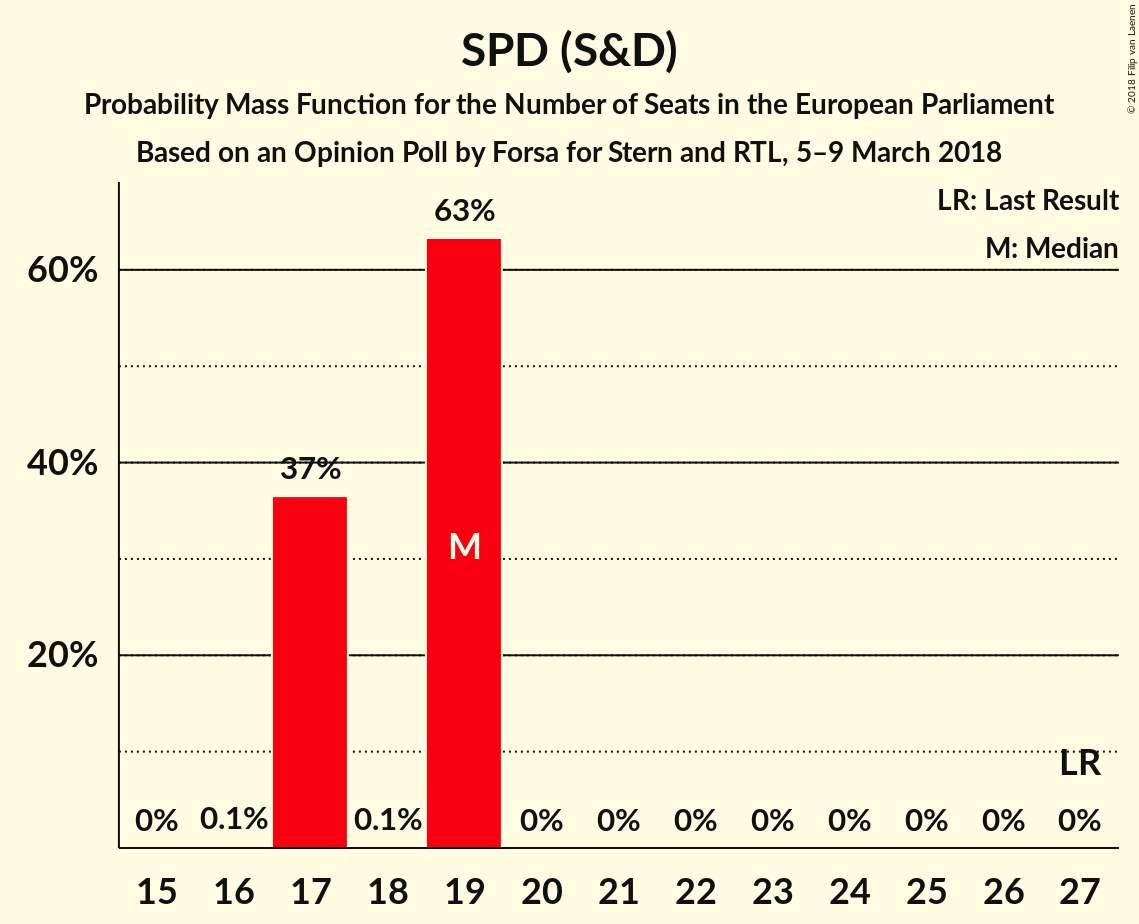 SPD (S&D)
Probability Mass Function for the Number of Seats in the European Parliament
Based on an Opinion Poll by Forsa for Stern and RTL, 5–9 March 2018
© 2018 Filip van Laenen
LR: Last Result
M: Median
63%
60%
37%
40%
M
20%
LR
0% 0.1% 0.1% 0% 0% 0% 0% 0% 0% 0% 0%
15 16 17 18 19 20 21 22 23 24 25 26 27